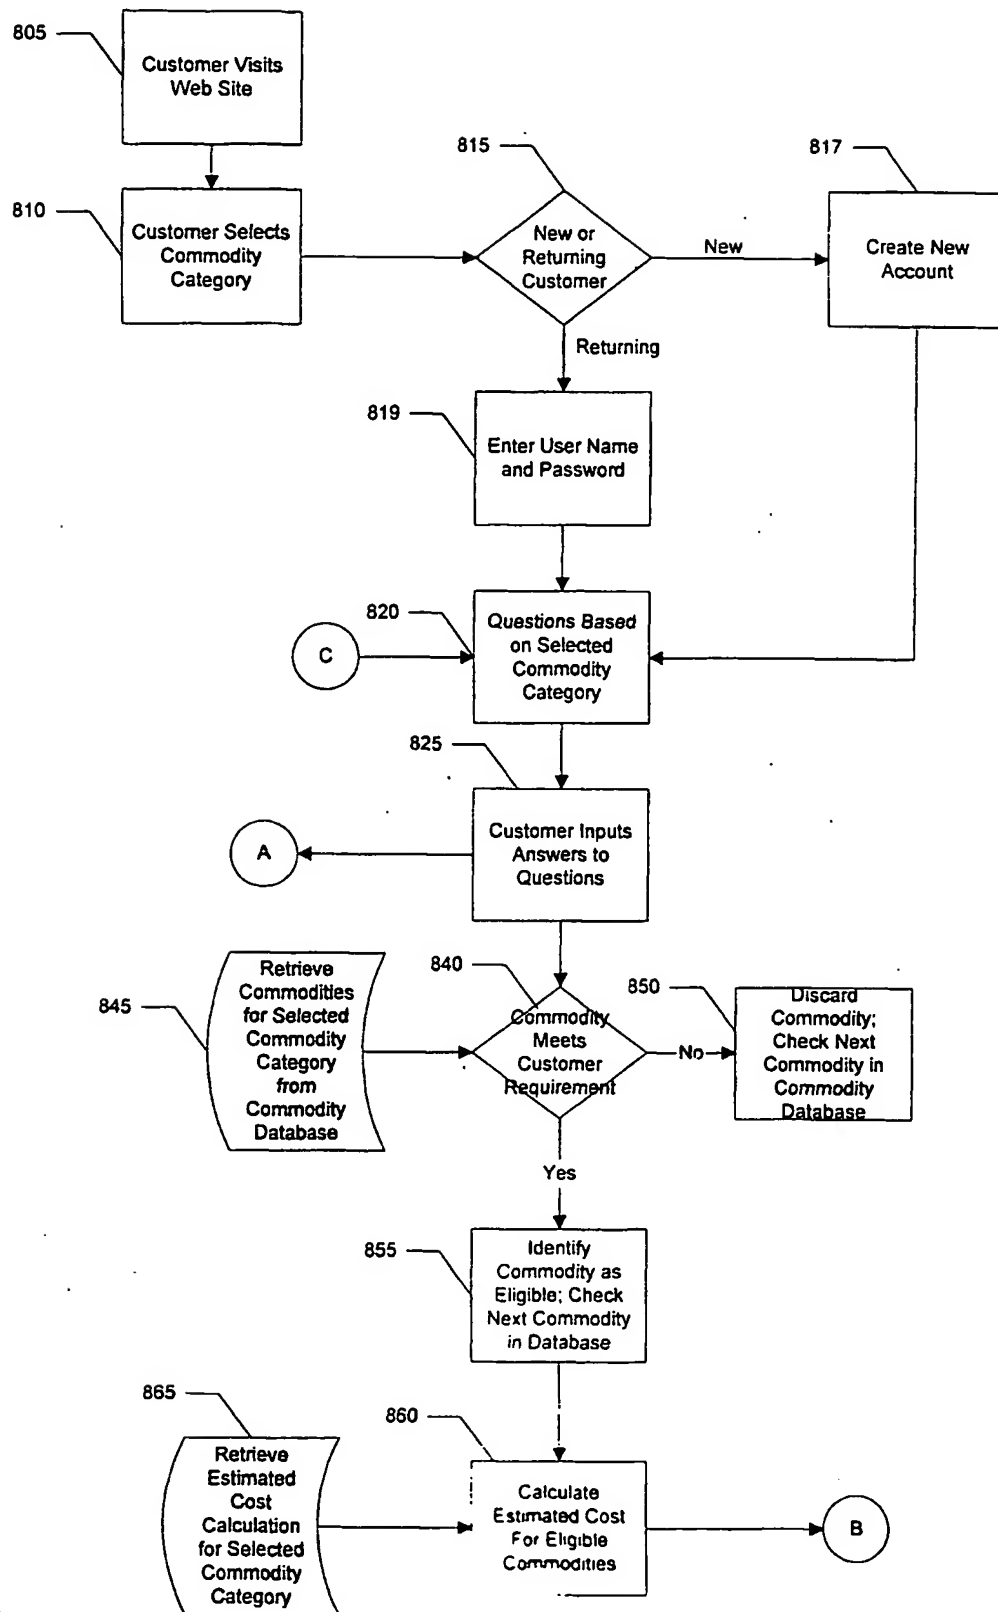 805
Customer Visits
Web Site
810
Customer Selects
Commodity
Category
815
New or
Returning
Customer
New
817
Create New
Account
Returning
819
Enter User Name
and Password
820
Questions Based
on Selected
Commodity
Category
C
825
Customer Inputs
Answers to
Questions
A
845
Retrieve
Commodities
for Selected
Commodity
Category
from
Commodity
Database
840
Commodity
Meets
Customer
Requirement
No
850
Discard
Commodity;
Check Next
Commodity in
Commodity
Database
Yes
855
Identify
Commodity as
Eligible; Check
Next Commodity
in Database
865
Retrieve
Estimated
Cost
Calculation
for Selected
Commodity
Category
860
Calculate
Estimated Cost
For Eligible
Commodities
B